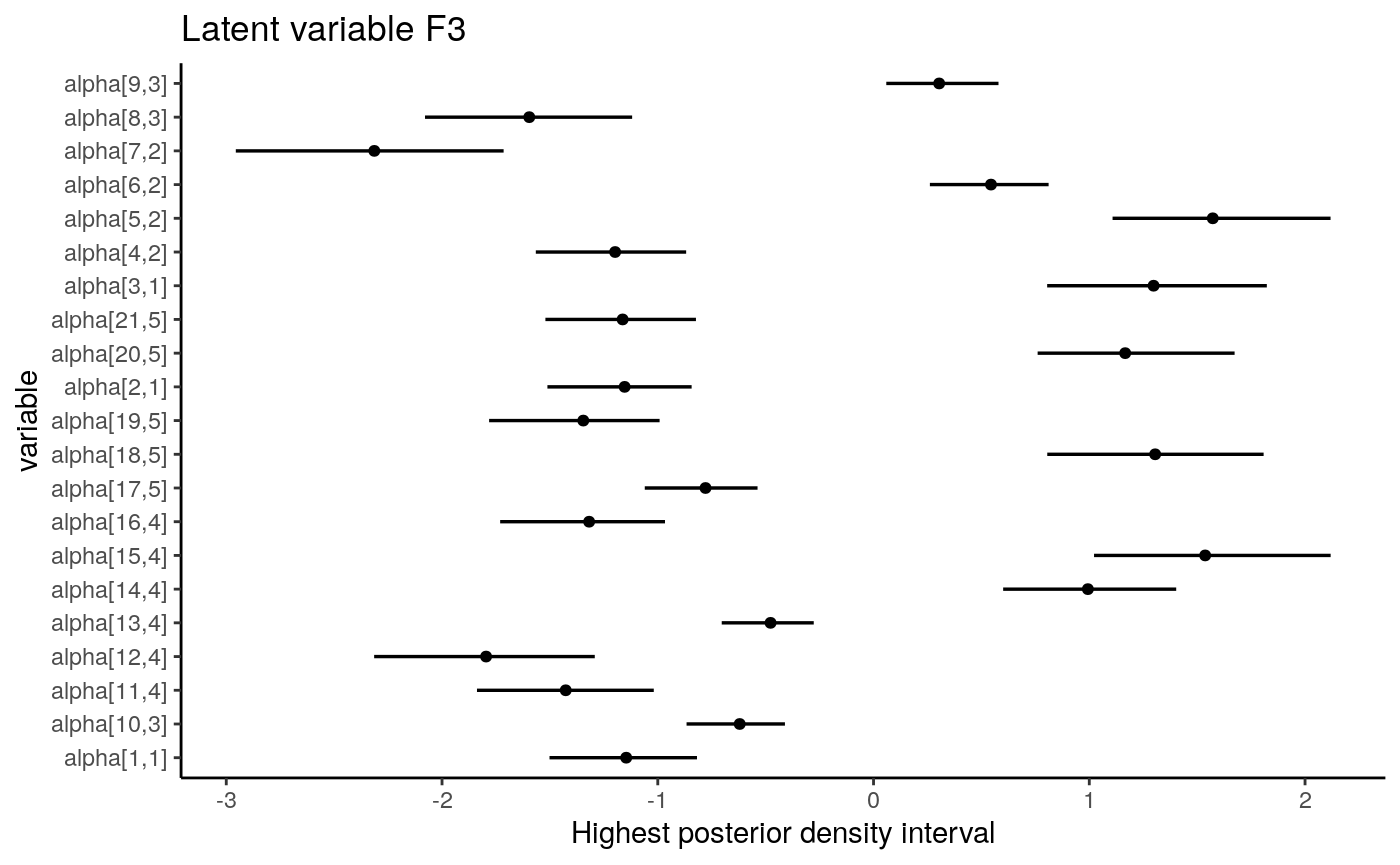 Latent variable F3
alpha[9,3]
alpha[8,3]
alpha[7,2]
alpha[6,2]
alpha[5,2]
alpha[4,2]
alpha[3,1]
alpha[21,5]
alpha[20,5]
alpha[2,1]
alpha[19,5]
alpha[18,5]
alpha[17,5]
alpha[16,4]
alpha[15,4]
alpha[14,4]
alpha[13,4]
alpha[12,4]
alpha[11,4]
alpha[10,3]
alpha[1,1]
variable
-3 -2 -1 0 1 2
Highest posterior density interval